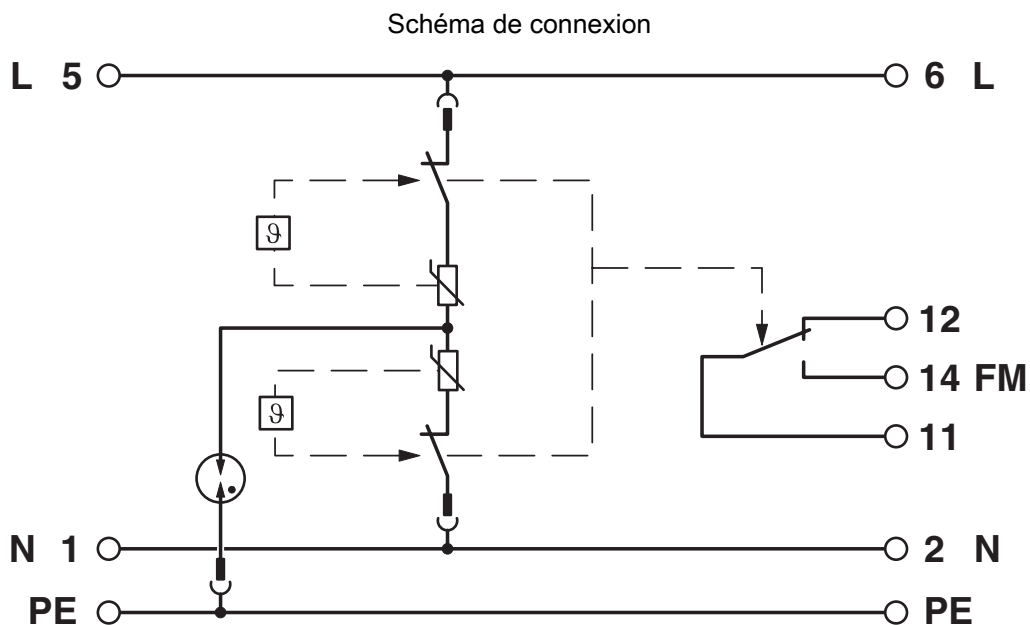 Schéma de connexion
L 5
6 L
ϑ
12
14 FM
ϑ
11
N 1
2 N
PE
PE